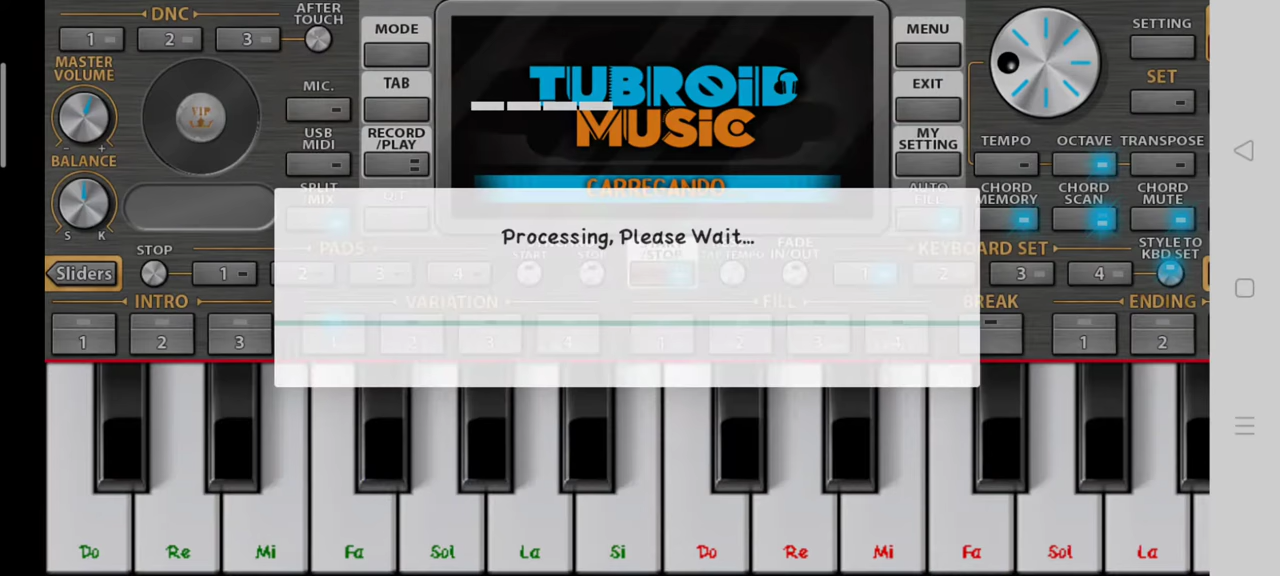 DNC
1 2 3
AFTER TOUCH
MASTER VOLUME
- +
BALANCE
S K
VIP
MIC.
USB MIDI
SPLIT /MIX
MODE
TAB
RECORD /PLAY
TUBROiD
MUSiC
CARREGANDO
MENU
EXIT
MY SETTING
AUTO FILL
SETTING
SET
TEMPO OCTAVE TRANSPOSE
CHORD MEMORY
CHORD SCAN
CHORD MUTE
Processing, Please Wait...
Sliders
STOP
PADS
1 2 3 4
START
STOP
/STOP
TAP TEMPO
FADE IN/OUT
KEYBOARD SET
1 2 3 4
STYLE TO KBD SET
INTRO
1 2 3
VARIATION
1 2 3 4
FILL
1 2 3 4
BREAK
ENDING
1 2
Do Re Mi Fa Sol La Si Do Re Mi Fa Sol La